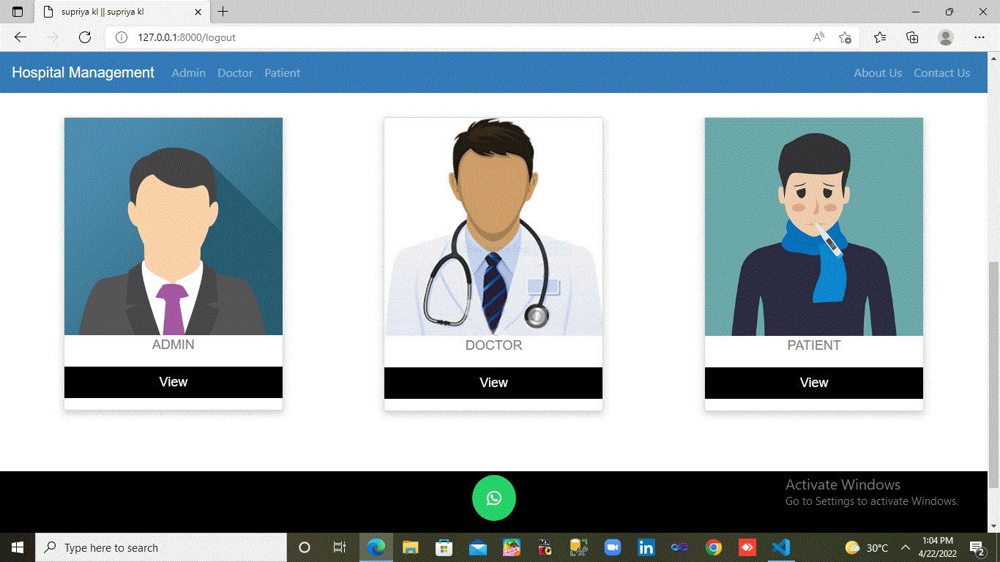 supriya kl || supriya kl
127.0.0.1:8000/logout
Hospital Management Admin Doctor Patient About Us Contact Us
ADMIN
View
DOCTOR
View
PATIENT
View
Activate Windows
Go to Settings to activate Windows.
Type here to search
30°C
1:04 PM
4/22/2022
2